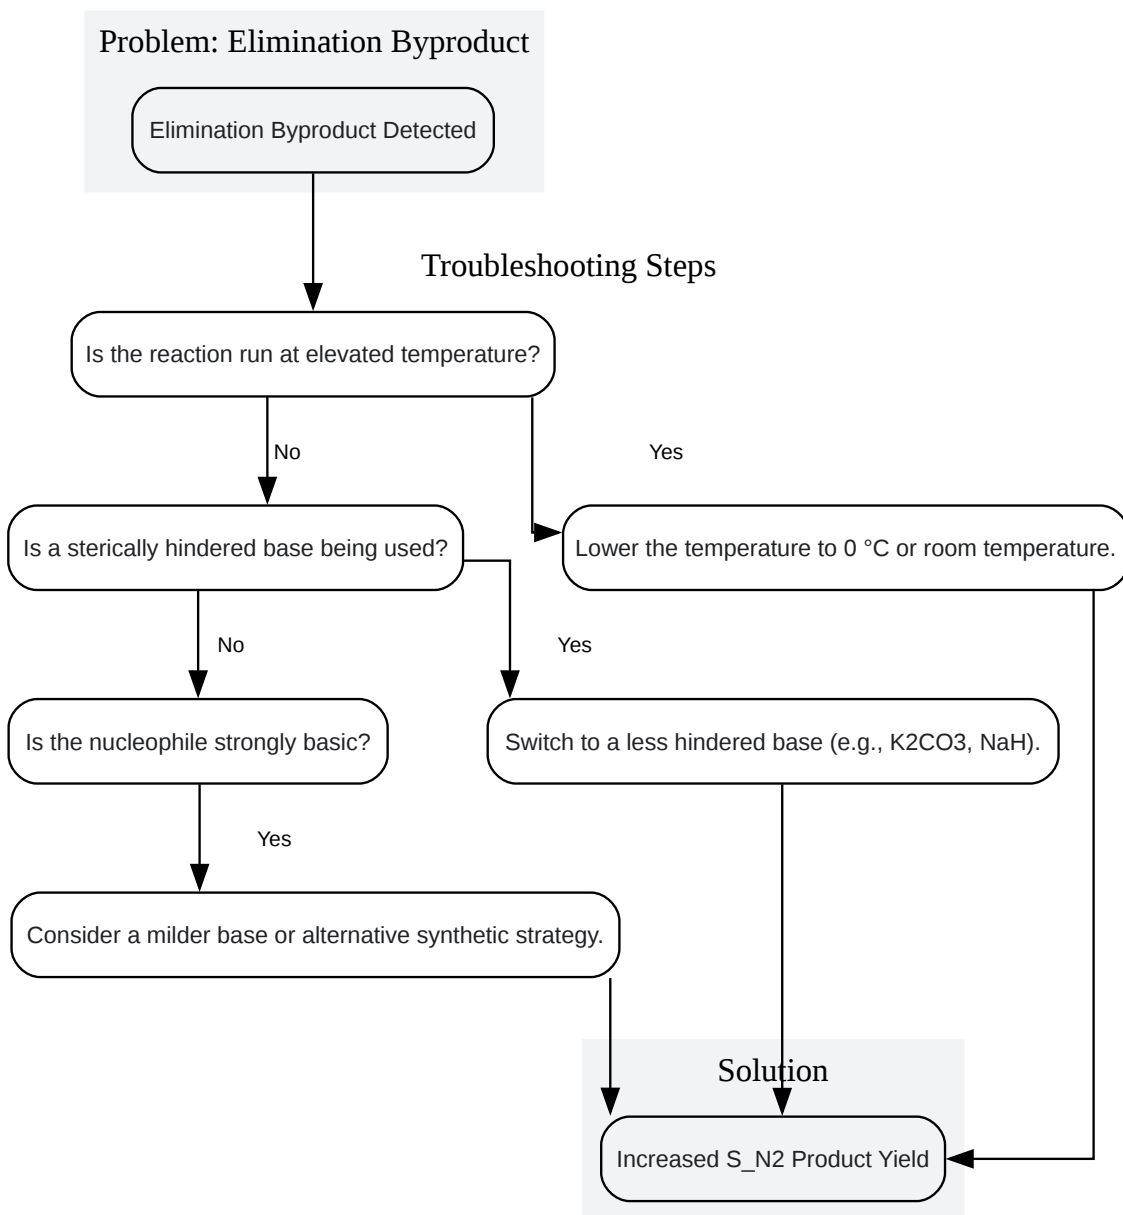 Problem: Elimination Byproduct
Elimination Byproduct Detected
Troubleshooting Steps
Is the reaction run at elevated temperature?
No
Yes
Is a sterically hindered base being used?
Lower the temperature to 0 °C or room temperature.
No
Yes
Is the nucleophile strongly basic?
Switch to a less hindered base (e.g., K2CO3, NaH).
Yes
Consider a milder base or alternative synthetic strategy.
Solution
Increased S_N2 Product Yield